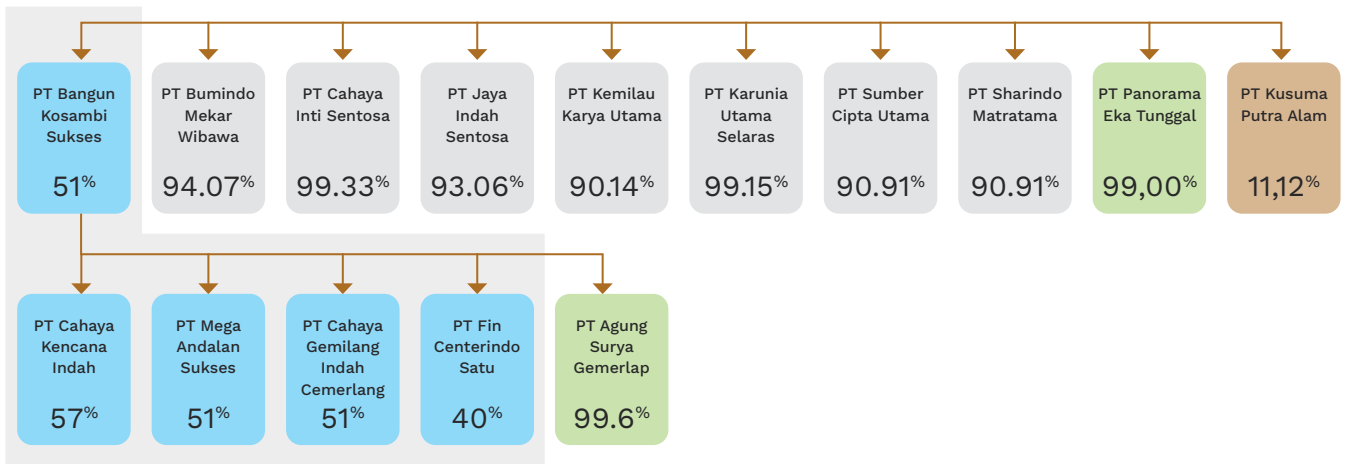 PT Bangun
Kosambi
Sukses
51%
PT Bumindo
Mekar
Wibawa
94.07%
PT Cahaya
Inti Sentosa
99.33%
PT Jaya
Indah
Sentosa
93.06%
PT Kemilau
Karya Utama
90.14%
PT Karunia
Utama
Selaras
99.15%
PT Sumber
Cipta Utama
90.91%
PT Sharindo
Matratama
90.91%
PT Panorama
Eka Tunggal
99,00%
PT Kusuma
Putra Alam
11,12%
PT Cahaya
Kencana
Indah
57%
PT Mega
Andalan
Sukses
51%
PT Cahaya
Gemilang
Indah
Cemerlang
51%
PT Fin
Centerindo
Satu
40%
PT Agung
Surya
Gemerlap
99.6%